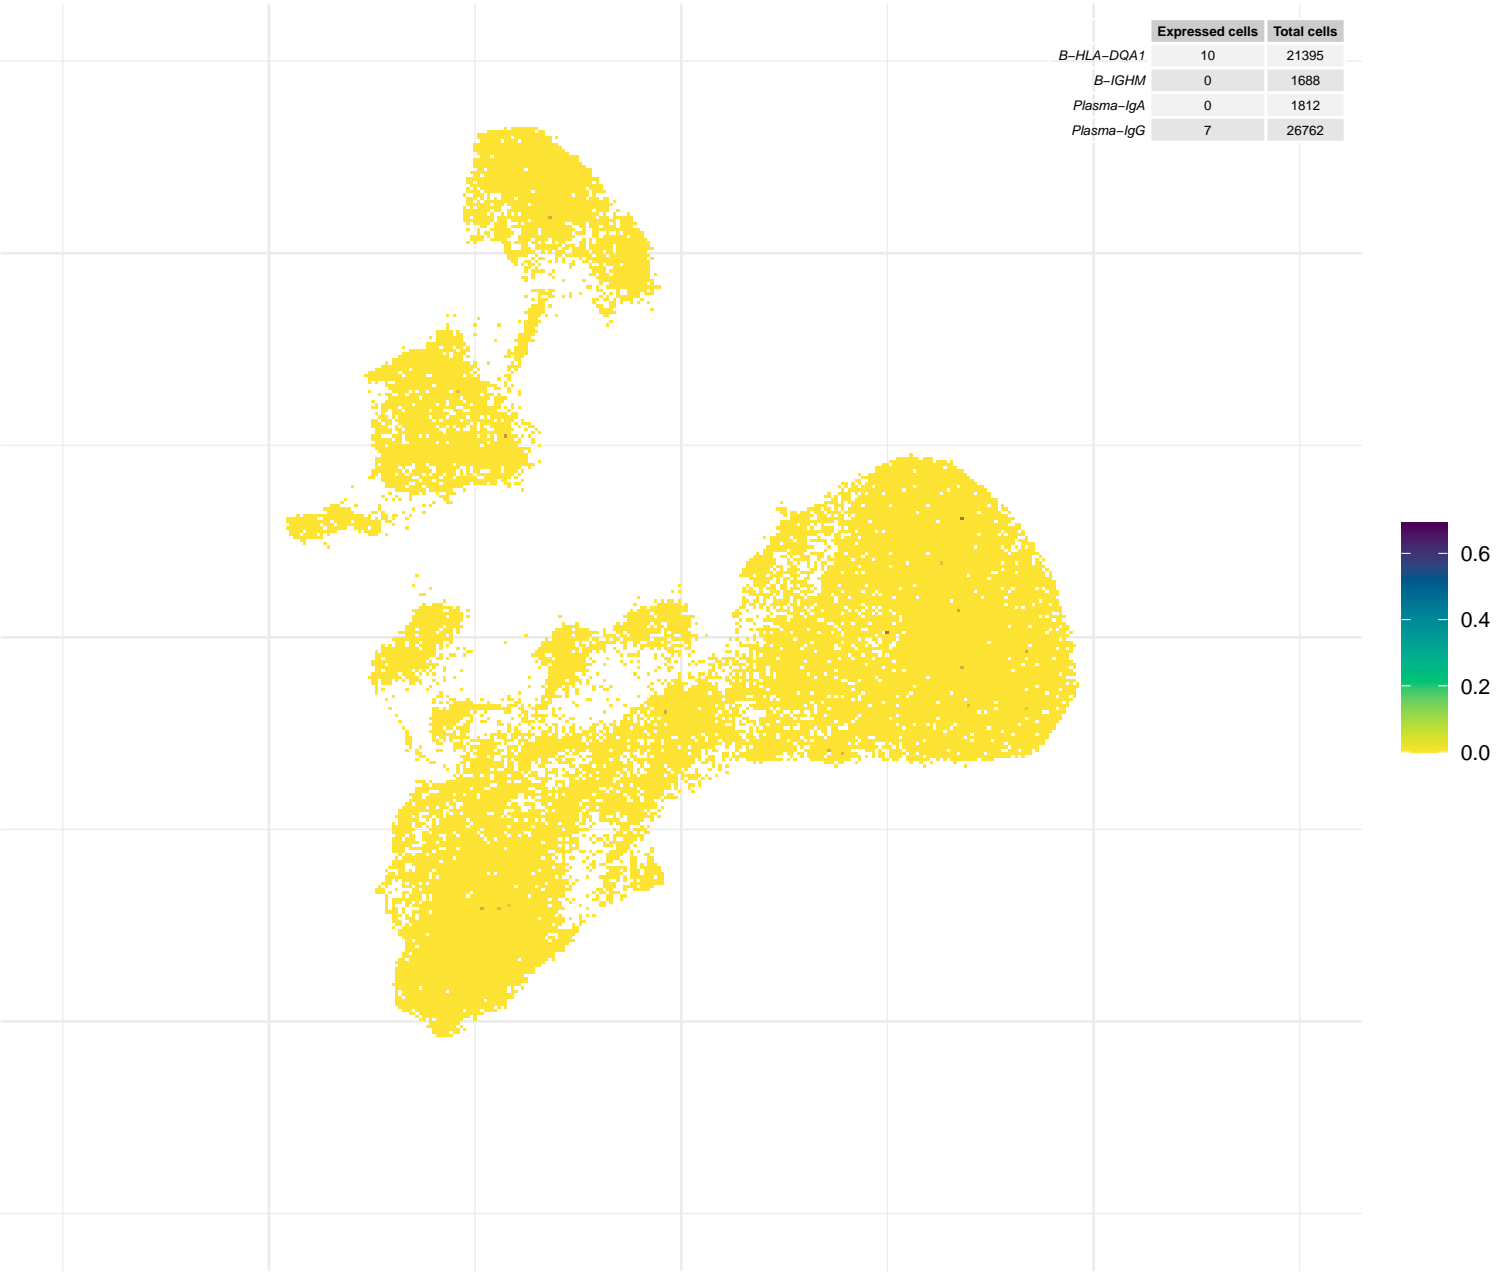 Expressed cells Total cells
B−HLA−DQA1 10 21395
B−IGHM 0 1688
Plasma−IgA 0 1812
Plasma−IgG 7 26762
0.6
0.4
0.2
0.0